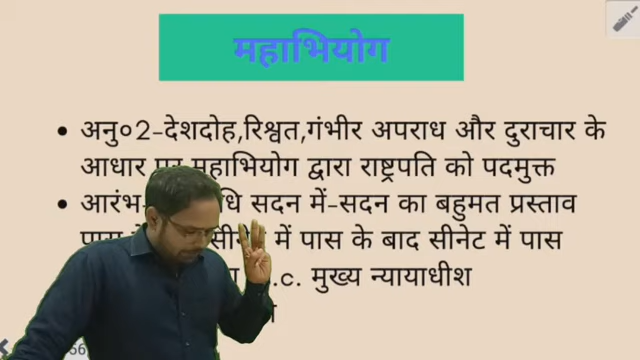 महाभियोग
अनु०2-देशदोह,रिश्वत,गंभीर अपराध और दुराचार के
आधार पर महाभियोग द्वारा राष्ट्रपति को पदमुक्त
आरंभ- सदन में-सदन का बहुमत प्रस्ताव
में पास के बाद सीनेट में पास
.c. मुख्य न्यायाधीश